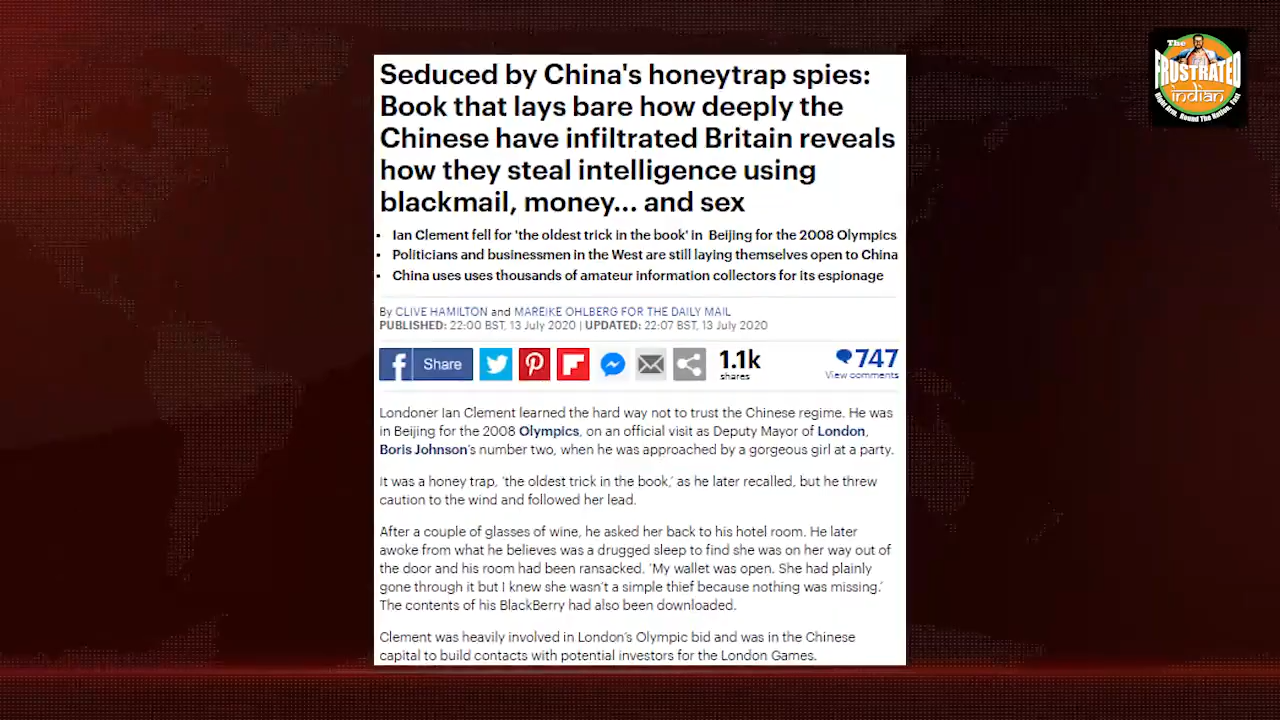 Seduced by China's honeytrap spies:
Book that lays bare how deeply the
Chinese have infiltrated Britain reveals
how they steal intelligence using
blackmail, money... and sex
Ian Clement fell for 'the oldest trick in the book' in Beijing for the 2008 Olympics
Politicians and businessmen in the West are still laying themselves open to China
China uses uses thousands of amateur information collectors for its espionage
By CLIVE HAMILTON and MAREIKE OHLBERG FOR THE DAILY MAIL
PUBLISHED: 22:00 BST, 13 July 2020 | UPDATED: 22:07 BST, 13 July 2020
f Share
1.1k
shares
747
View comments
Londoner Ian Clement learned the hard way not to trust the Chinese regime. He was
in Beijing for the 2008 Olympics, on an official visit as Deputy Mayor of London,
Boris Johnson's number two, when he was approached by a gorgeous girl at a party.
It was a honey trap, 'the oldest trick in the book,' as he later recalled, but he threw
caution to the wind and followed her lead.
After a couple of glasses of wine, he asked her back to his hotel room. He later
awoke from what he believes was a drugged sleep to find she was on her way out of
the door and his room had been ransacked. 'My wallet was open. She had plainly
gone through it but I knew she wasn't a simple thief because nothing was missing.'
The contents of his BlackBerry had also been downloaded.
Clement was heavily involved in London's Olympic bid and was in the Chinese
capital to build contacts with potential investors for the London Games.
The
FRUSTRATED
indian
Right Arm. Round The Nation. Fast